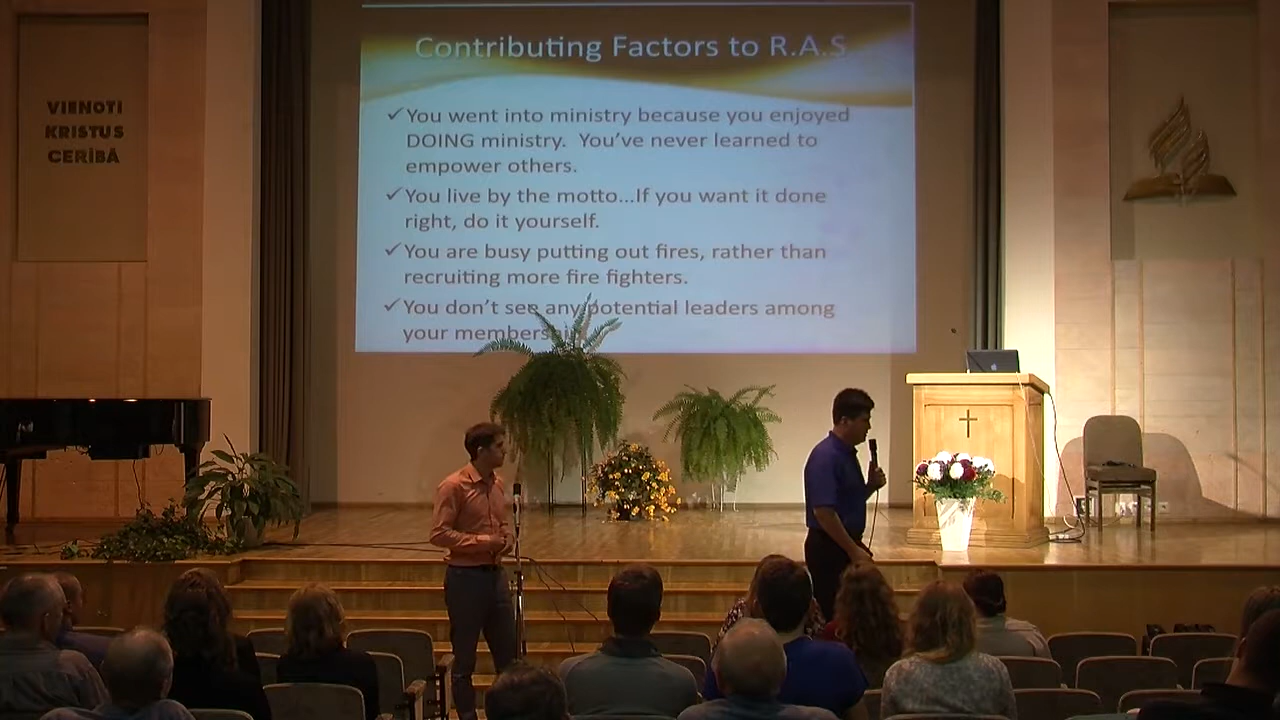 VIENOTI
KRISTUS
CERĪBĀ
Contributing Factors to R.A.S
You went into ministry because you enjoyed
DOING ministry. You've never learned to
empower others.
You live by the motto...If you want it done
right, do it yourself.
You are busy putting out fires, rather than
recruiting more fire fighters.
You don't see any potential leaders among
your